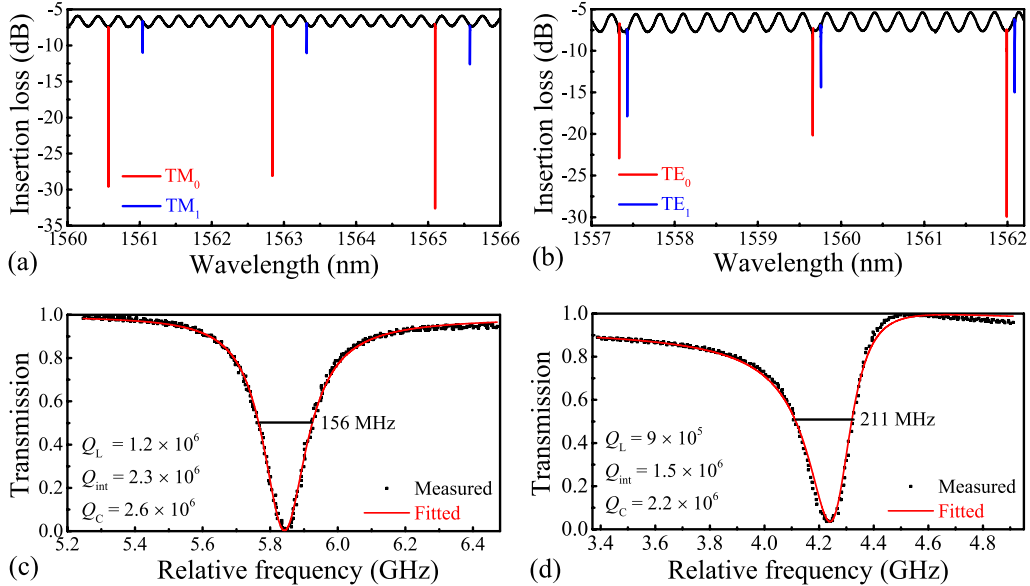 Insertion loss (dB)
-5
-10
-15
-20
-25
-30
-35
TM0
TM1
1560 1561 1562 1563 1564 1565 1566
(a) Wavelength (nm)
Insertion loss (dB)
-5
-10
-15
-20
-25
-30
TE0
TE1
1557 1558 1559 1560 1561 1562
(b) Wavelength (nm)
Transmission
1.0
0.8
0.6
0.4
0.2
0.0
156 MHz
QL = 1.2 × 10^6
Qint = 2.3 × 10^6
QC = 2.6 × 10^6
Measured
Fitted
5.2 5.4 5.6 5.8 6.0 6.2 6.4
(c) Relative frequency (GHz)
Transmission
1.0
0.8
0.6
0.4
0.2
0.0
211 MHz
QL = 9 × 10^5
Qint = 1.5 × 10^6
QC = 2.2 × 10^6
Measured
Fitted
3.4 3.6 3.8 4.0 4.2 4.4 4.6 4.8
(d) Relative frequency (GHz)